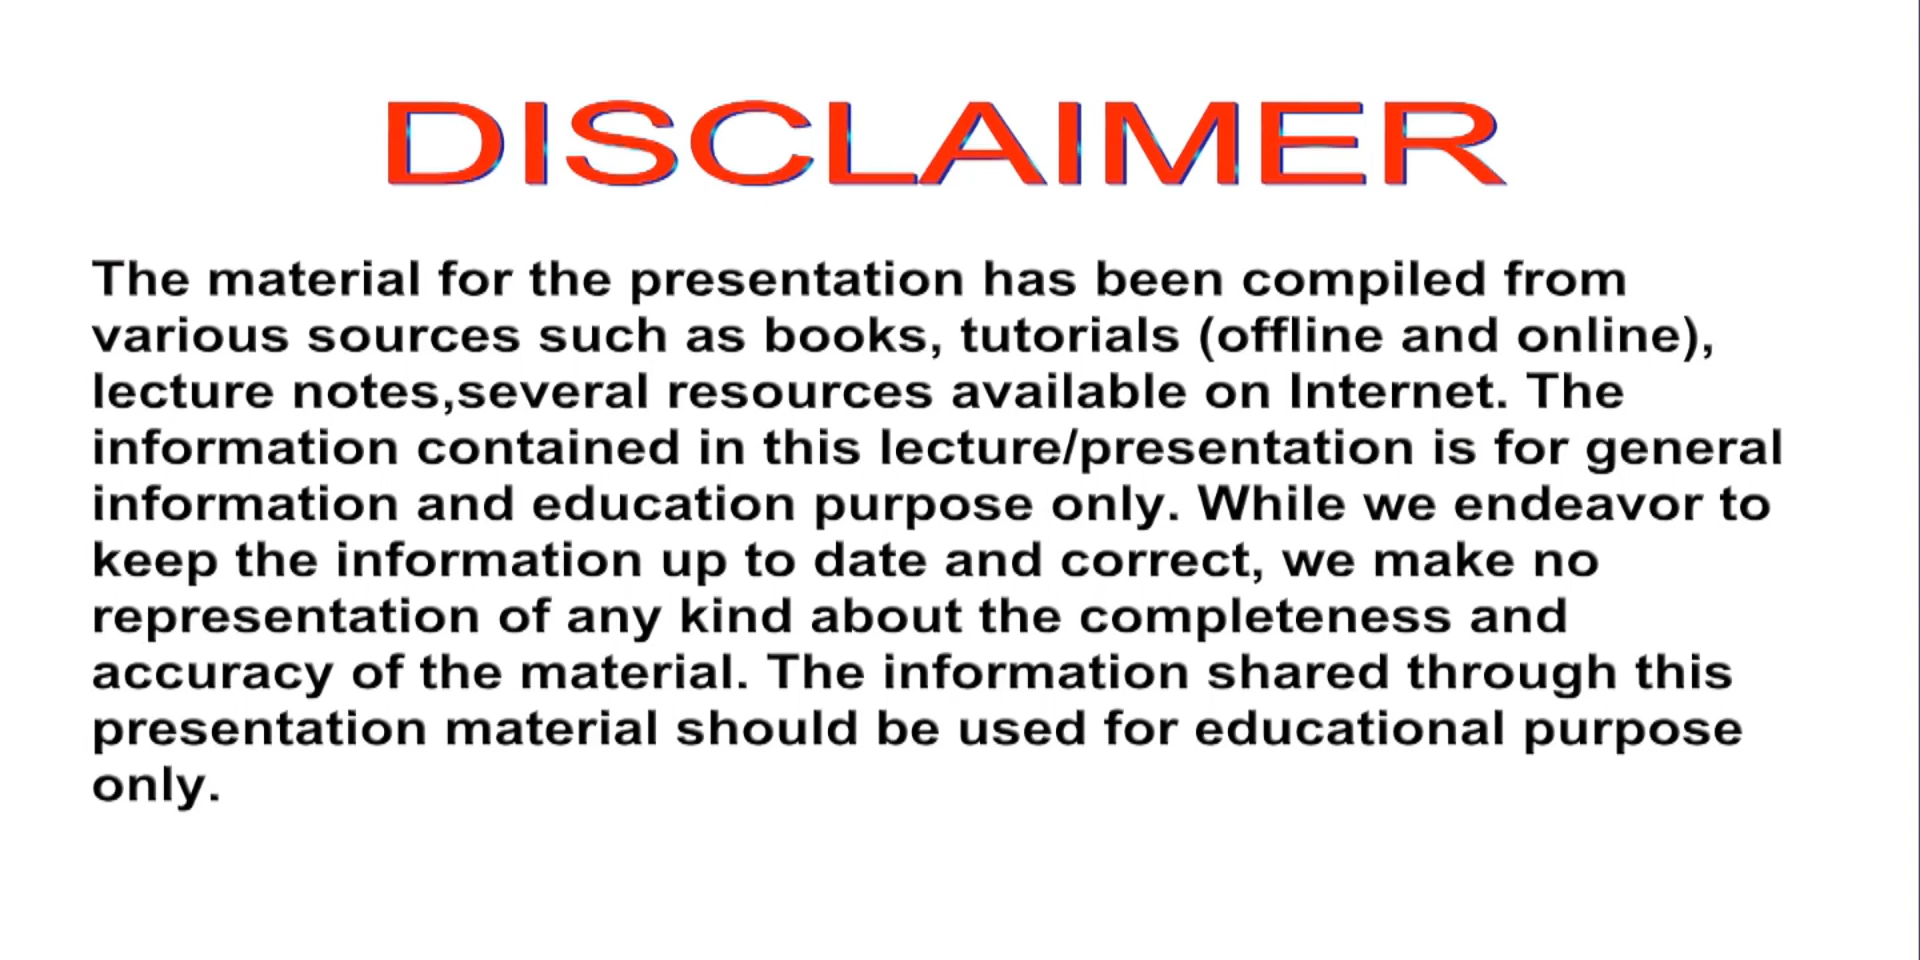 DISCLAIMER
The material for the presentation has been compiled from
various sources such as books, tutorials (offline and online),
lecture notes,several resources available on Internet. The
information contained in this lecture/presentation is for general
information and education purpose only. While we endeavor to
keep the information up to date and correct, we make no
representation of any kind about the completeness and
accuracy of the material. The information shared through this
presentation material should be used for educational purpose
only.